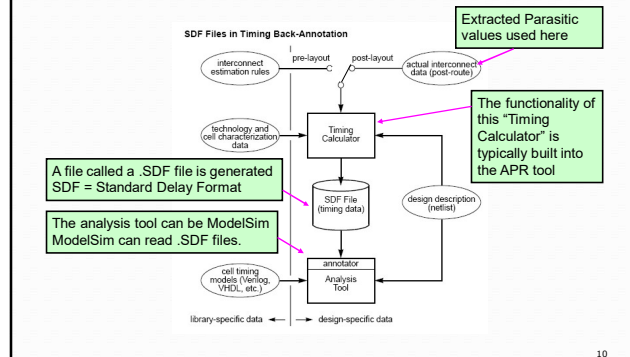 SDF Files in Timing Back-Annotation
Extracted Parasitic
values used here
interconnect
estimation rules
pre-layout
post-layout
actual interconnect
data (post-route)
technology and
cell characterization
data
Timing
Calculator
The functionality of
this “Timing
Calculator” is
typically built into
the APR tool
A file called a .SDF file is generated
SDF = Standard Delay Format
SDF File
(timing data)
design description
(netlist)
The analysis tool can be ModelSim
ModelSim can read .SDF files.
cell timing
models (Verilog,
VHDL, etc.)
annotator
Analysis
Tool
library-specific data
design-specific data
10